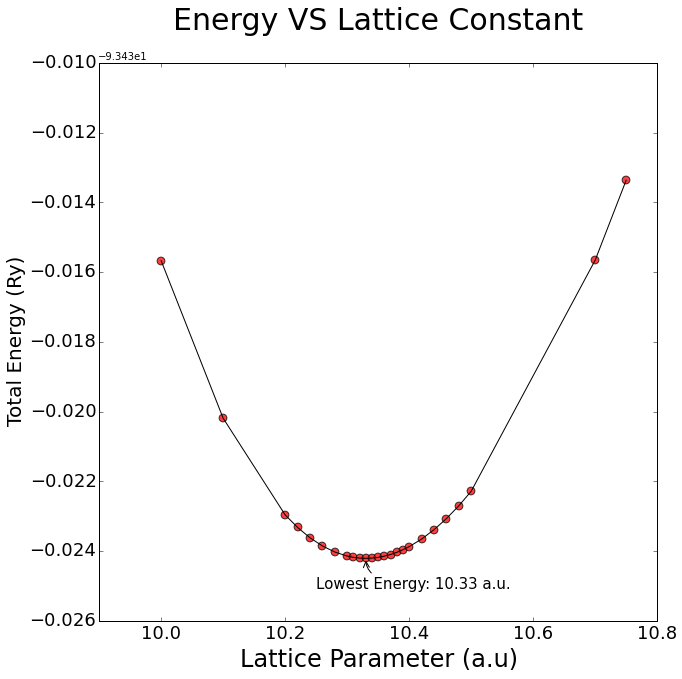 Energy VS Lattice Constant
−9.343e1
−0.010
−0.012
−0.014
−0.016
−0.018
−0.020
−0.022
−0.024
−0.026
Total Energy (Ry)
Lowest Energy: 10.33 a.u.
10.0 10.2 10.4 10.6 10.8
Lattice Parameter (a.u)